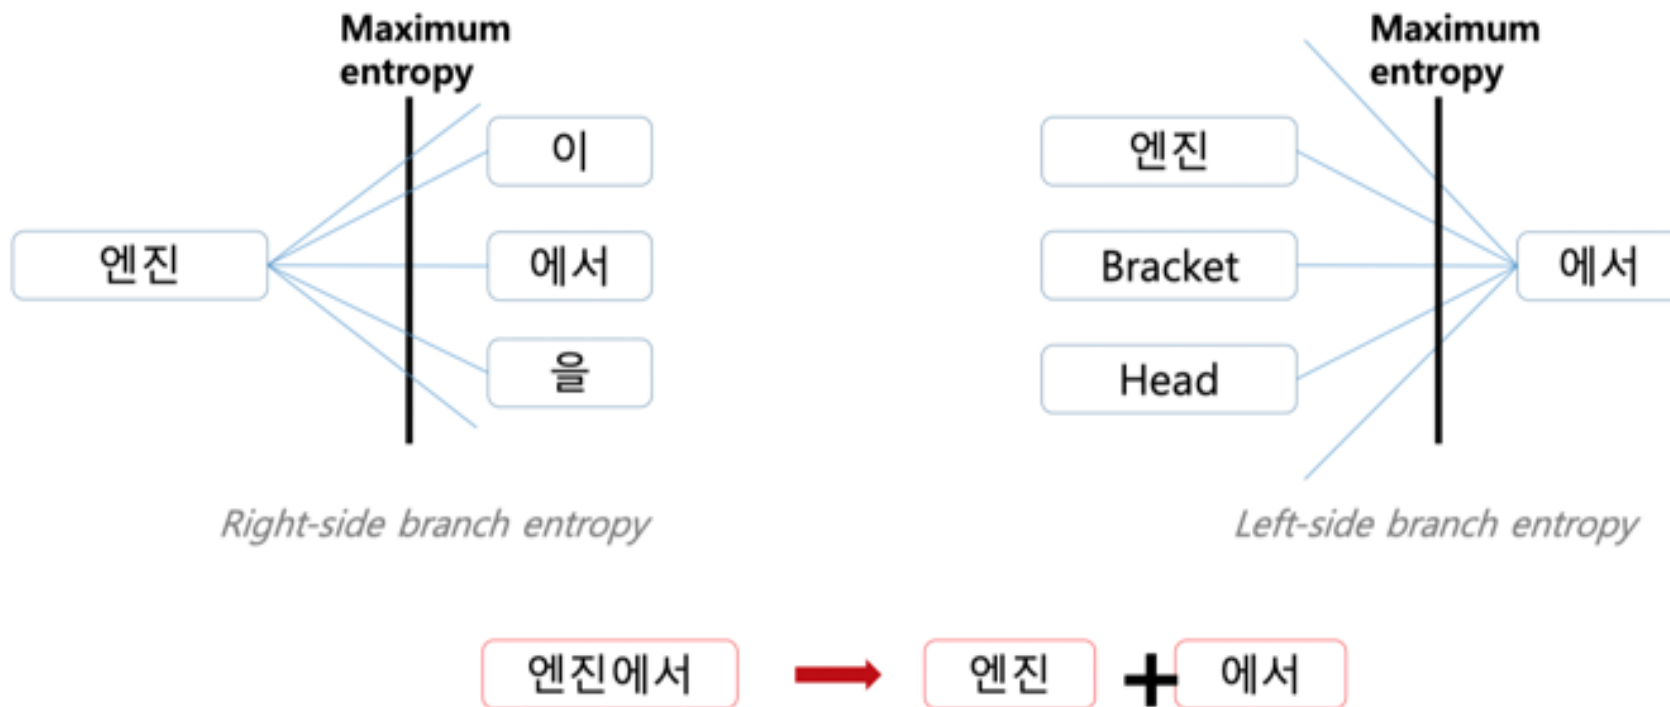 Maximum
entropy
엔진
이
에서
을
Right-side branch entropy
Maximum
entropy
엔진
Bracket
Head
에서
Left-side branch entropy
엔진에서
엔진
+
에서